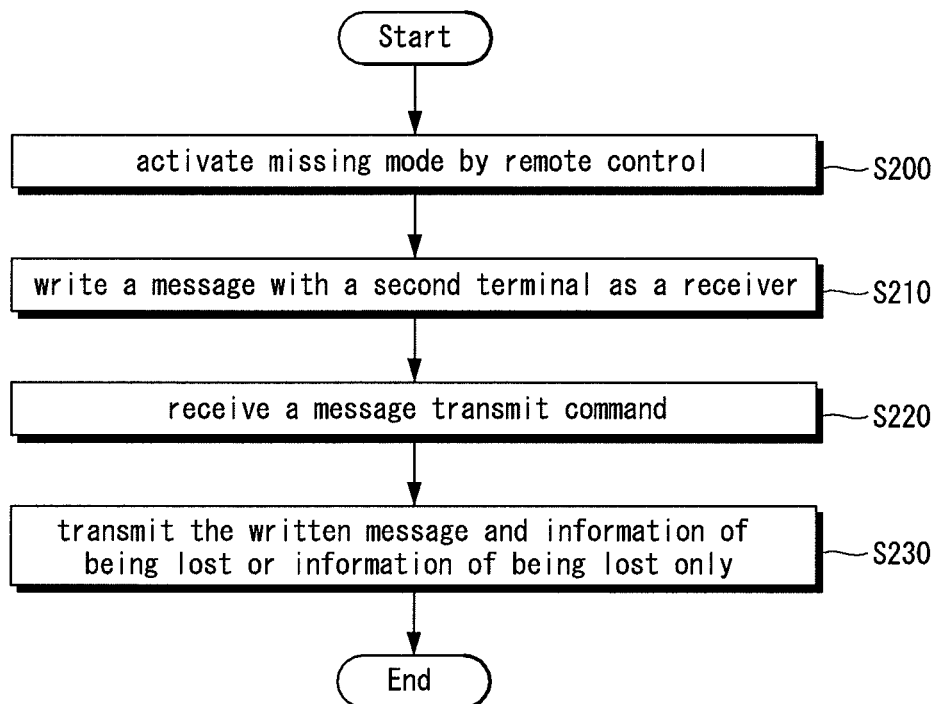 Start
activate missing mode by remote control
S200
write a message with a second terminal as a receiver
S210
receive a message transmit command
S220
transmit the written message and information of
being lost or information of being lost only
S230
End